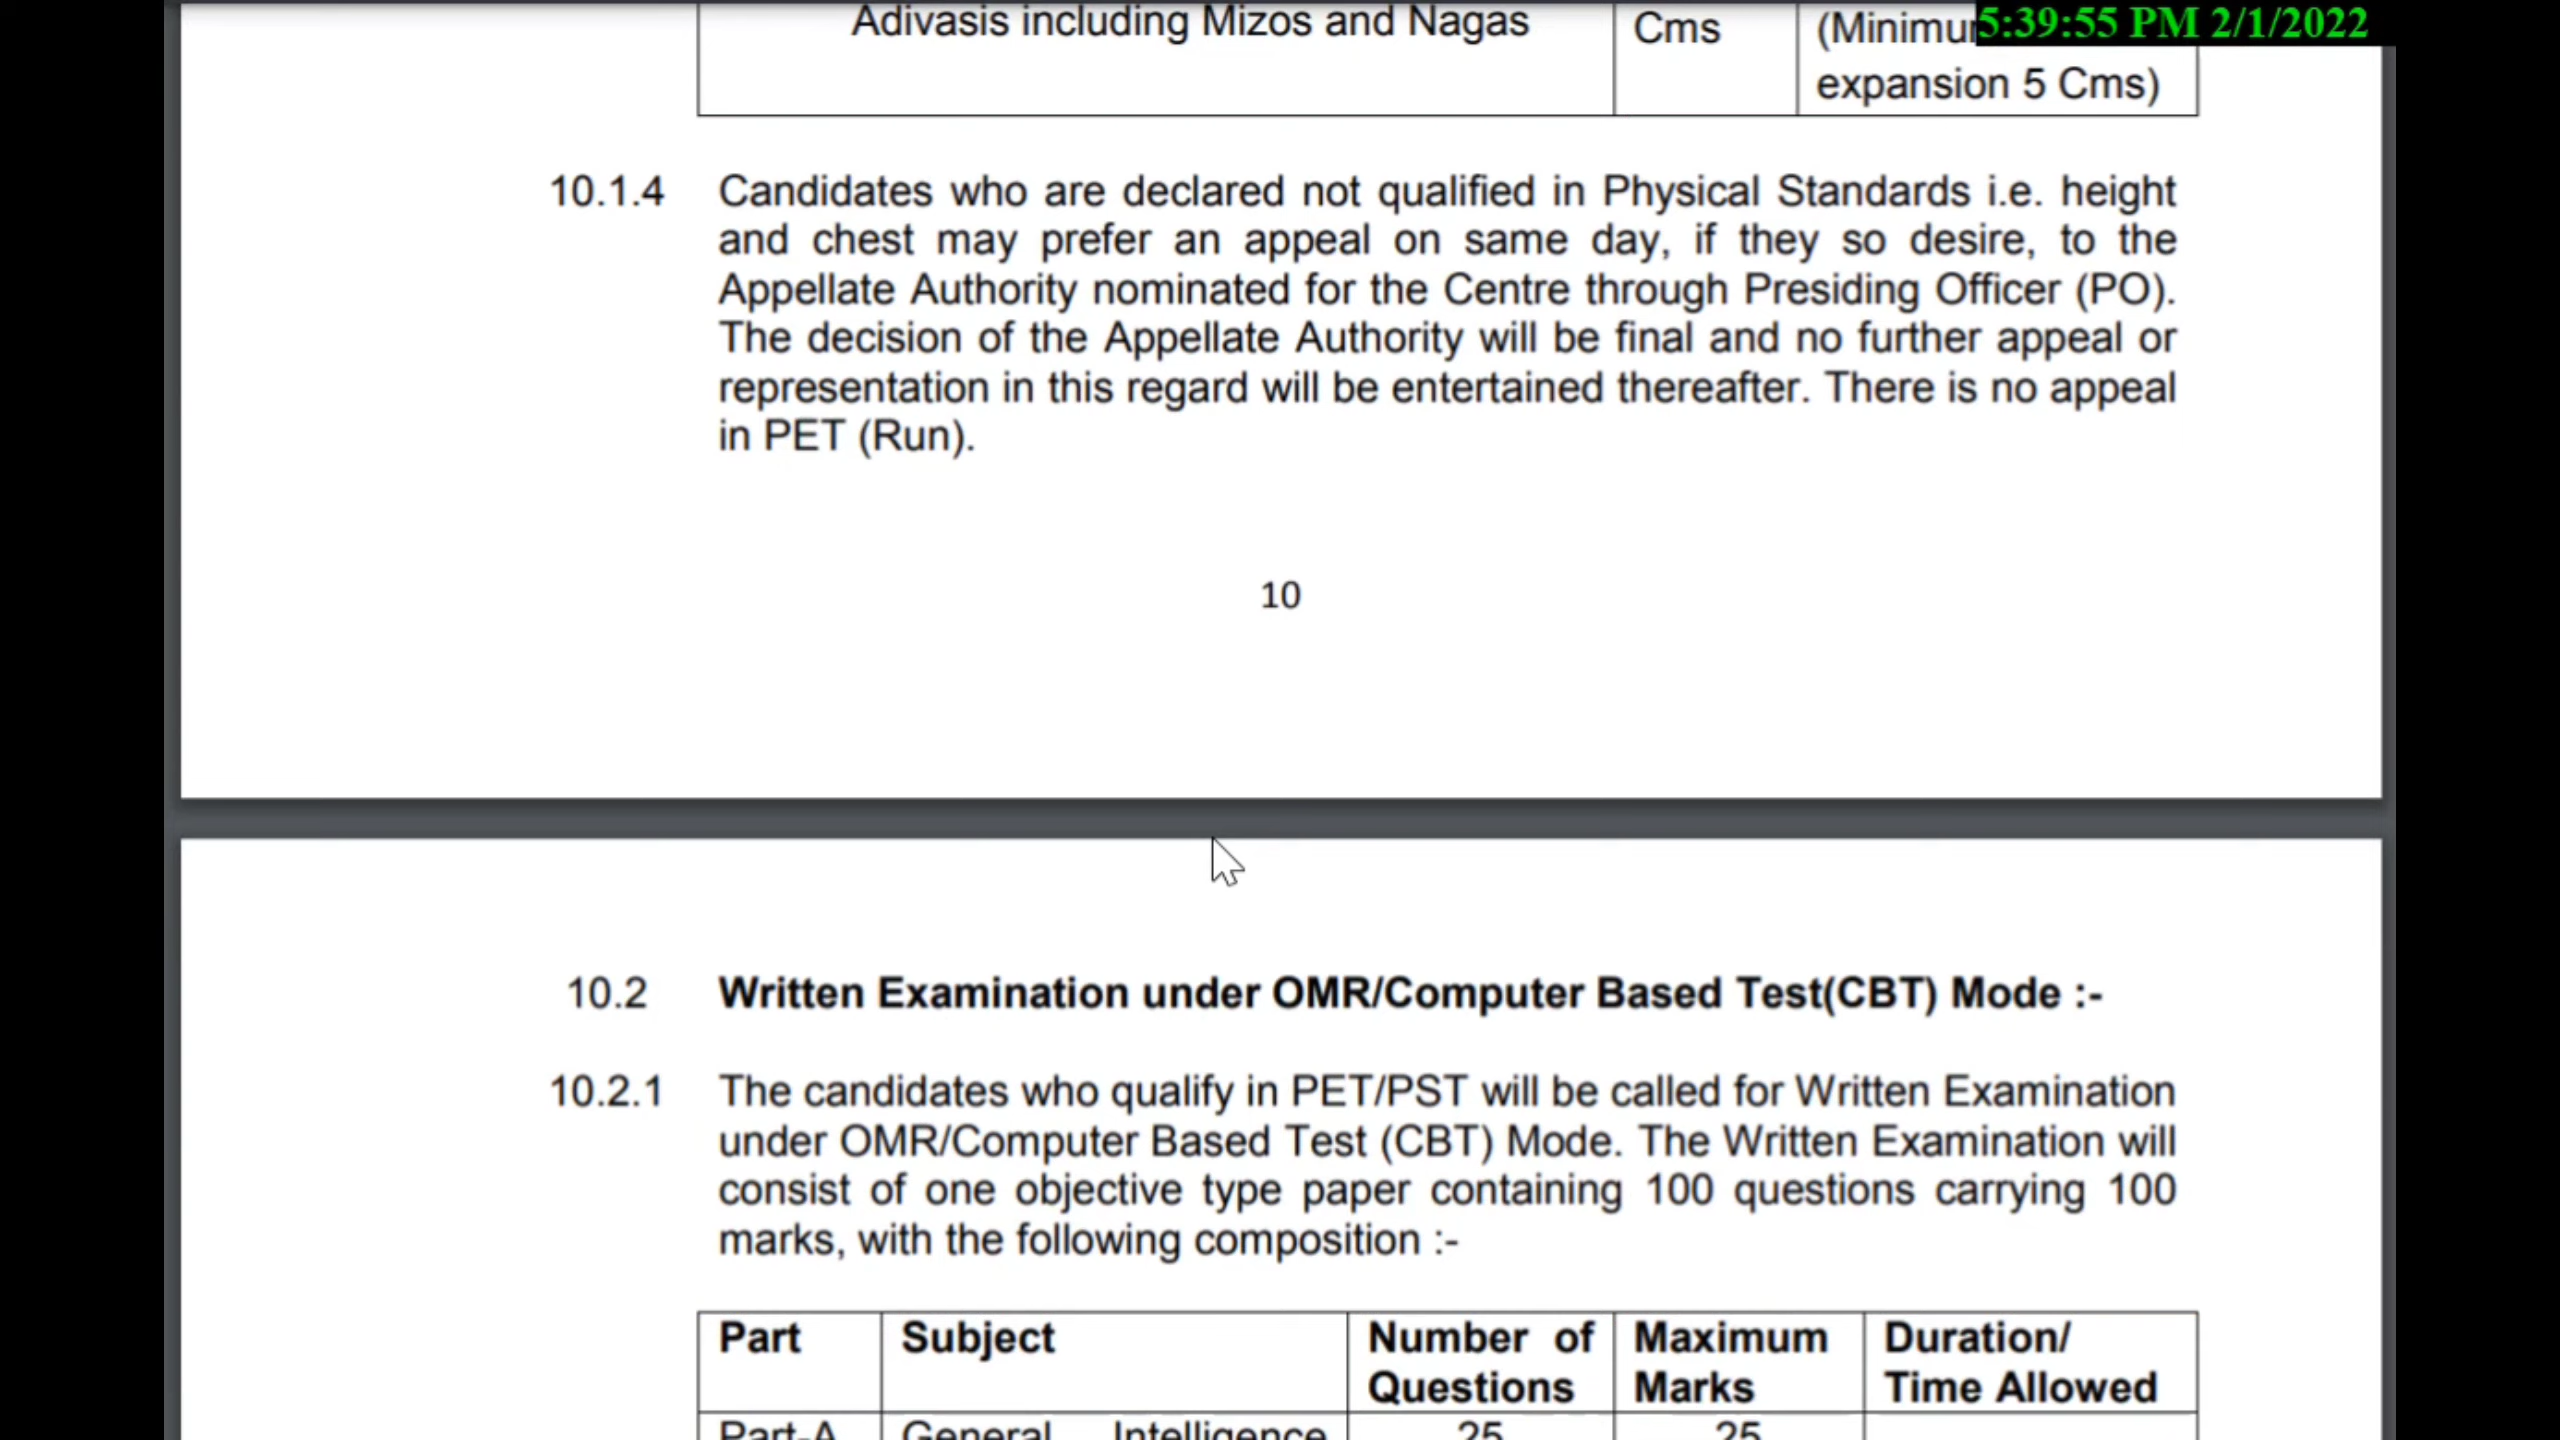 Adivasis including Mizos and Nagas Cms (Minimu 5:39:55 PM 2/1/2022
expansion 5 Cms)
10.1.4 Candidates who are declared not qualified in Physical Standards i.e. height
and chest may prefer an appeal on same day, if they so desire, to the
Appellate Authority nominated for the Centre through Presiding Officer (PO).
The decision of the Appellate Authority will be final and no further appeal or
representation in this regard will be entertained thereafter. There is no appeal
in PET (Run).
10
10.2 Written Examination under OMR/Computer Based Test(CBT) Mode :-
10.2.1 The candidates who qualify in PET/PST will be called for Written Examination
under OMR/Computer Based Test (CBT) Mode. The Written Examination will
consist of one objective type paper containing 100 questions carrying 100
marks, with the following composition :-
Part Subject Number of Maximum Duration/
Questions Marks Time Allowed
Part-A General Intelligence 25 25